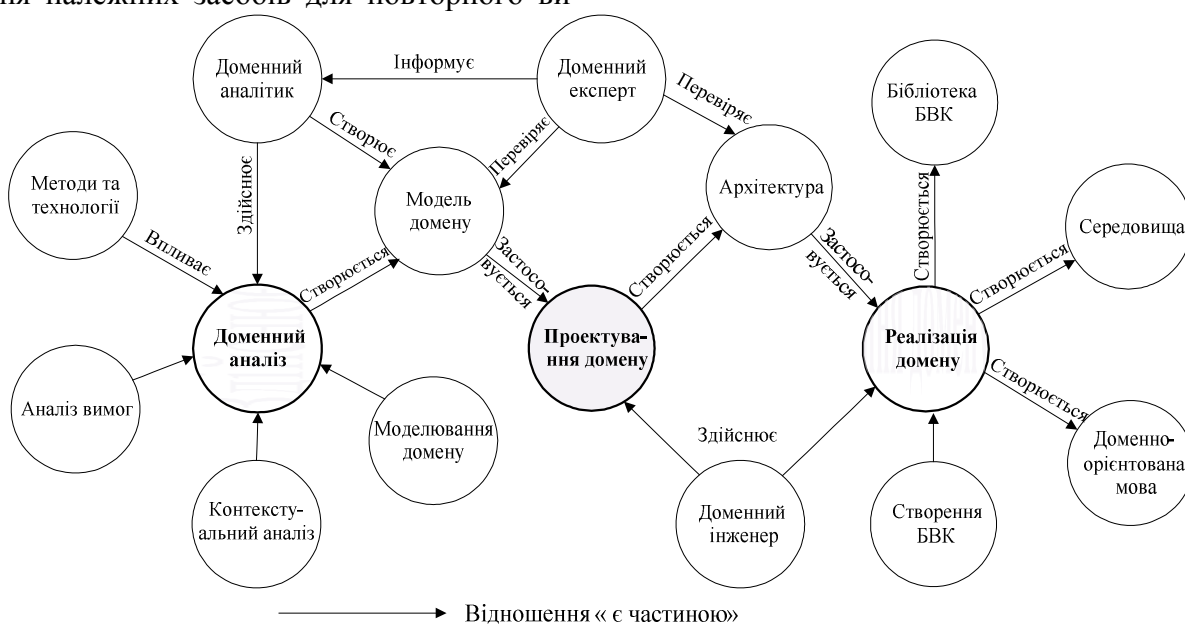 ня належних засобів для повторного ви-
Доменний
аналітик
Інформує
Доменний
експерт
Бібліотека
БВК
Перевіряє
Створює
Перевіряє
Здійснює
Методи та
технології
Модель
домену
Архітектура
Створюється
Середовища
Впливає
Створюється
Застосо-
вується
Створюється
Застосо-
вується
Створюється
Доменний
аналіз
Проектува-
ння домену
Реалізація
домену
Створюється
Аналіз вимог
Моделювання
домену
Здійснює
Доменно-
орієнтована
мова
Контексту-
альний аналіз
Доменний
інженер
Створення
БВК
Відношення « є частиною»